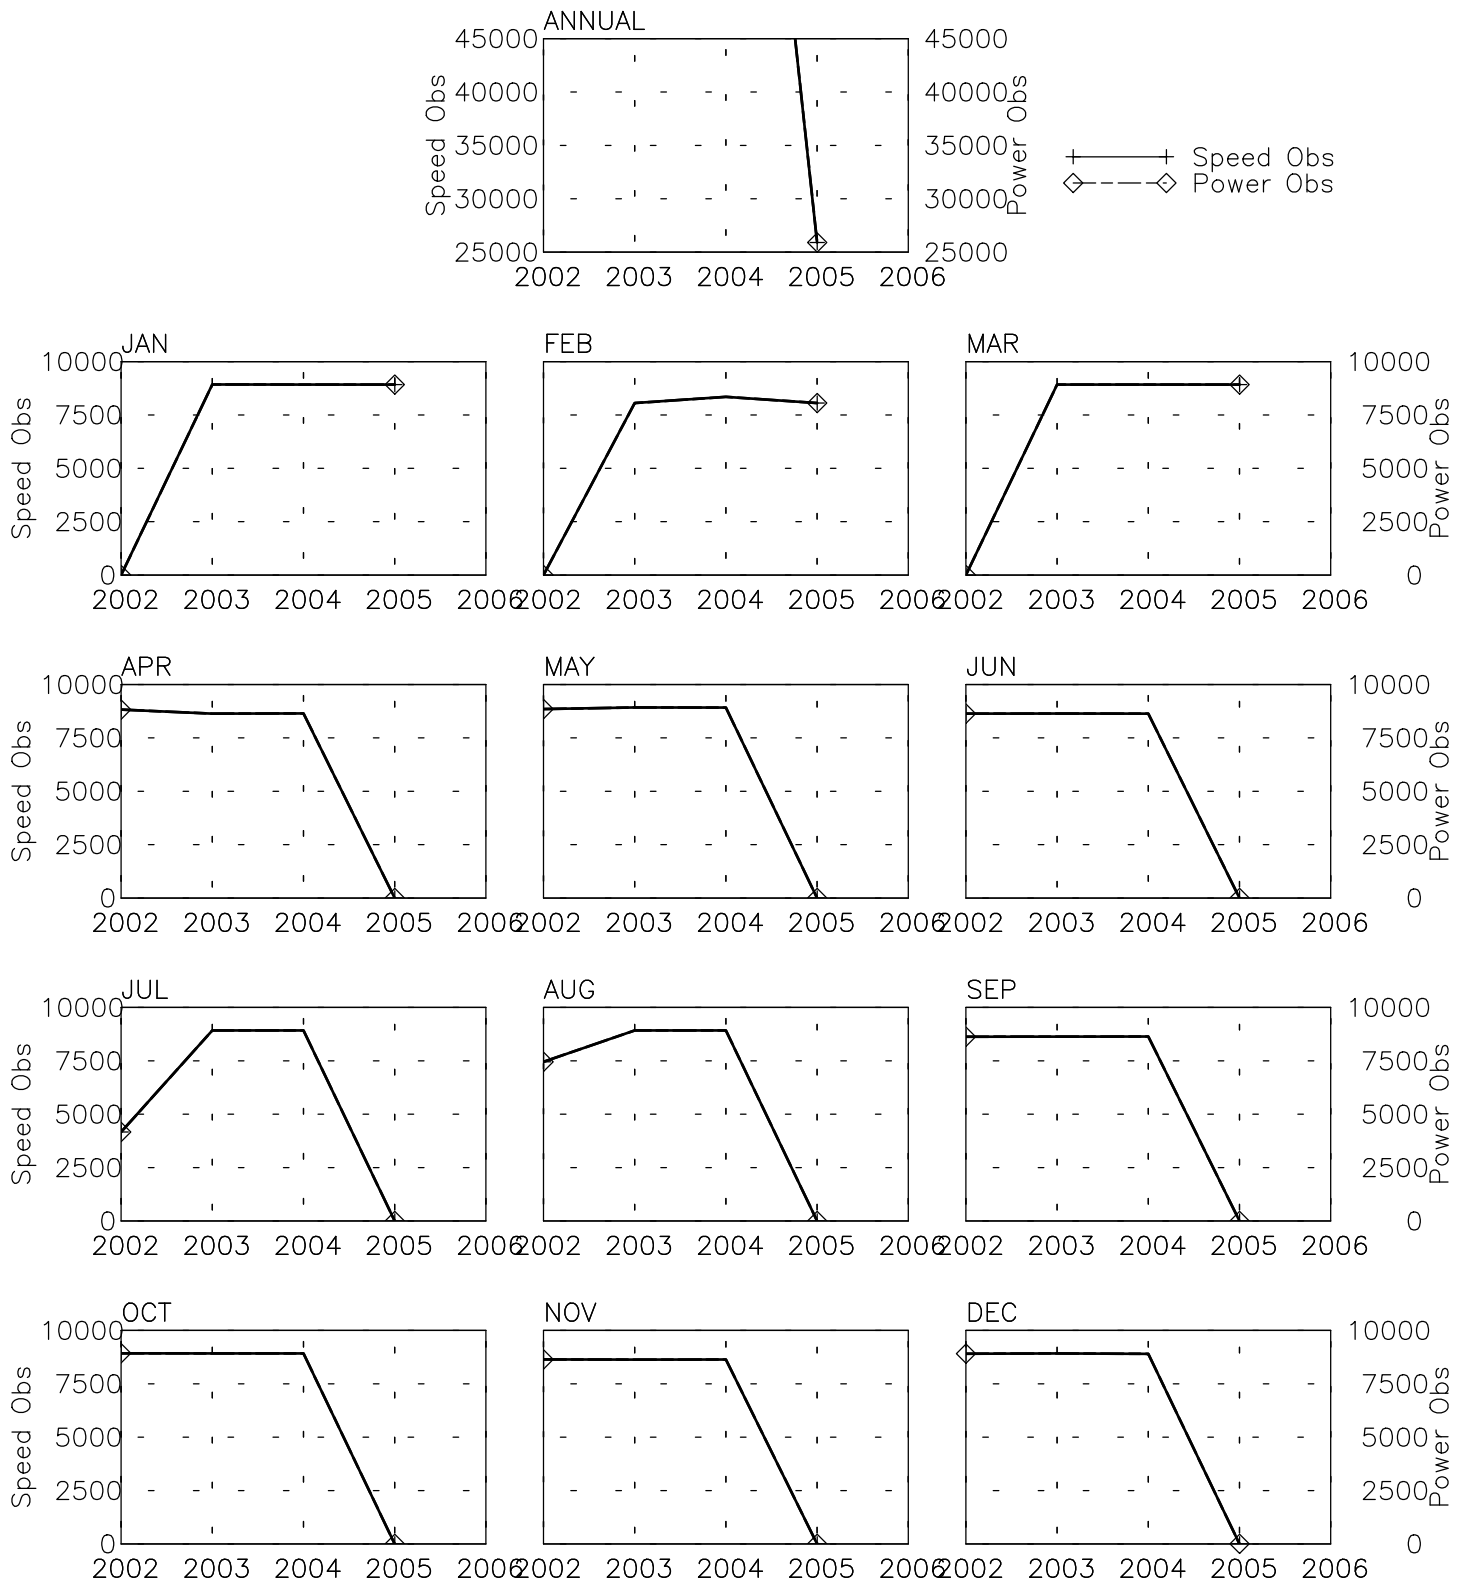 ANNUAL
45000 45000
40000 40000
35000 35000
30000 30000
25000 25000
Speed Obs
Power Obs
2002 2003 2004 2005 2006
Speed Obs
Power Obs
JAN FEB MAR
10000 10000
7500 7500
5000 5000
2500 2500
0 0
Speed Obs
Power Obs
2002 2003 2004 2005 2006 2002 2003 2004 2005 2006 2002 2003 2004 2005 2006
APR MAY JUN
10000 10000
7500 7500
5000 5000
2500 2500
0 0
Speed Obs
Power Obs
2002 2003 2004 2005 2006 2002 2003 2004 2005 2006 2002 2003 2004 2005 2006
JUL AUG SEP
10000 10000
7500 7500
5000 5000
2500 2500
0 0
Speed Obs
Power Obs
2002 2003 2004 2005 2006 2002 2003 2004 2005 2006 2002 2003 2004 2005 2006
OCT NOV DEC
10000 10000
7500 7500
5000 5000
2500 2500
0 0
Speed Obs
Power Obs
2002 2003 2004 2005 2006 2002 2003 2004 2005 2006 2002 2003 2004 2005 2006